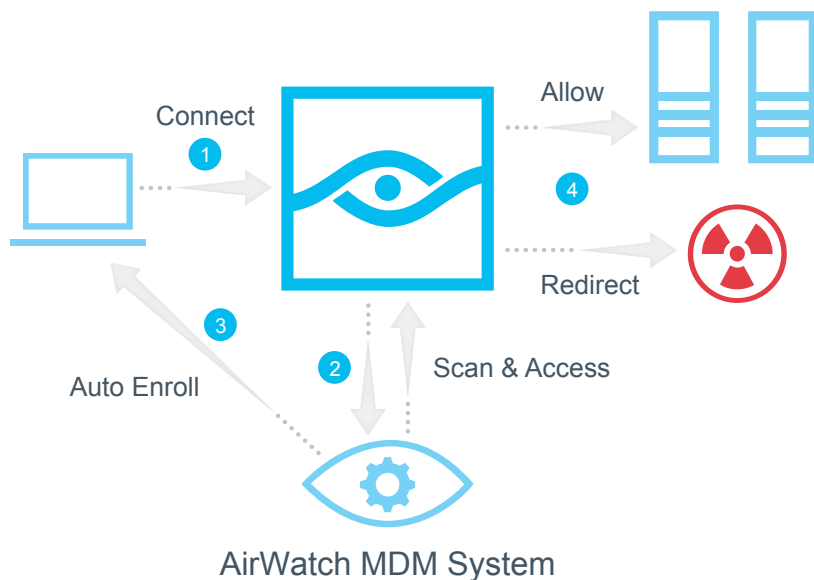 Connect
1
Allow
4
Redirect
3
Auto Enroll
2
Scan & Access
AirWatch MDM System